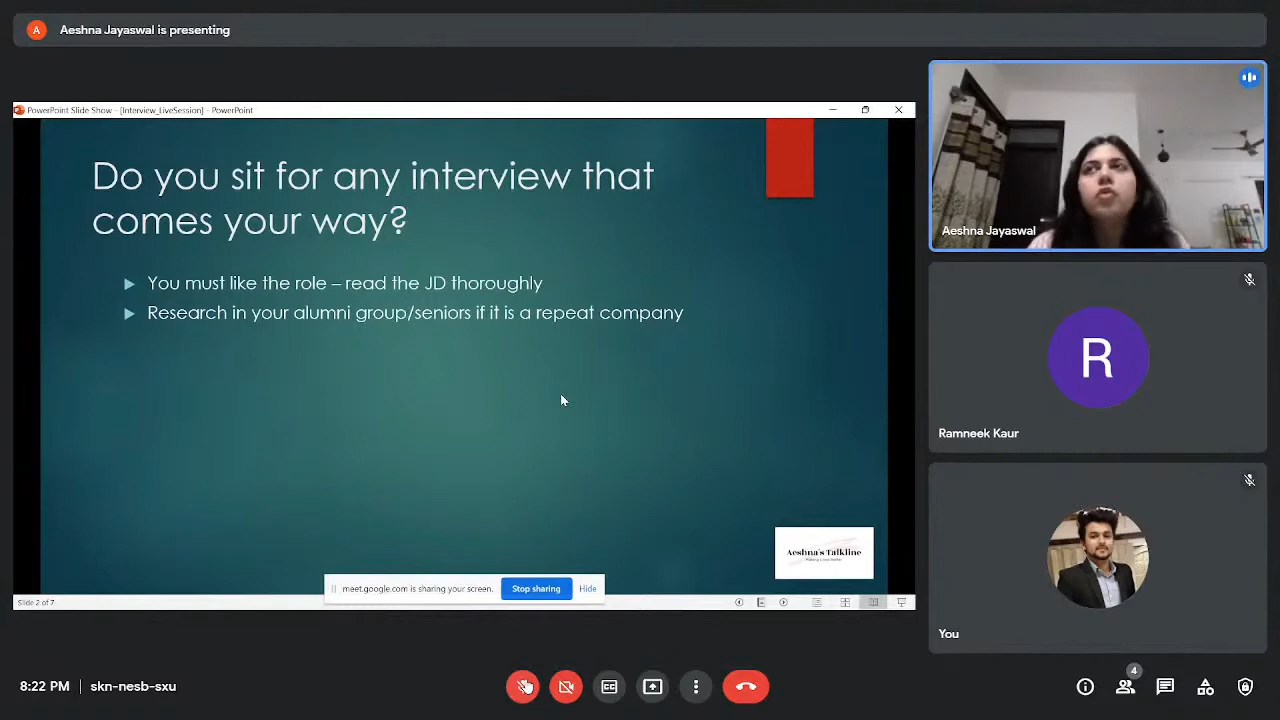 A
Aeshna Jayaswal is presenting
PowerPoint Slide Show - [Interview_LiveSession] - PowerPoint
Do you sit for any interview that
comes your way?
You must like the role – read the JD thoroughly
Research in your alumni group/seniors if it is a repeat company
Aeshna's Talkline
meet.google.com is sharing your screen.
Stop sharing
Hide
Slide 2 of 7
Aeshna Jayaswal
R
Ramneek Kaur
You
8:22 PM
skn-nesb-sxu
4